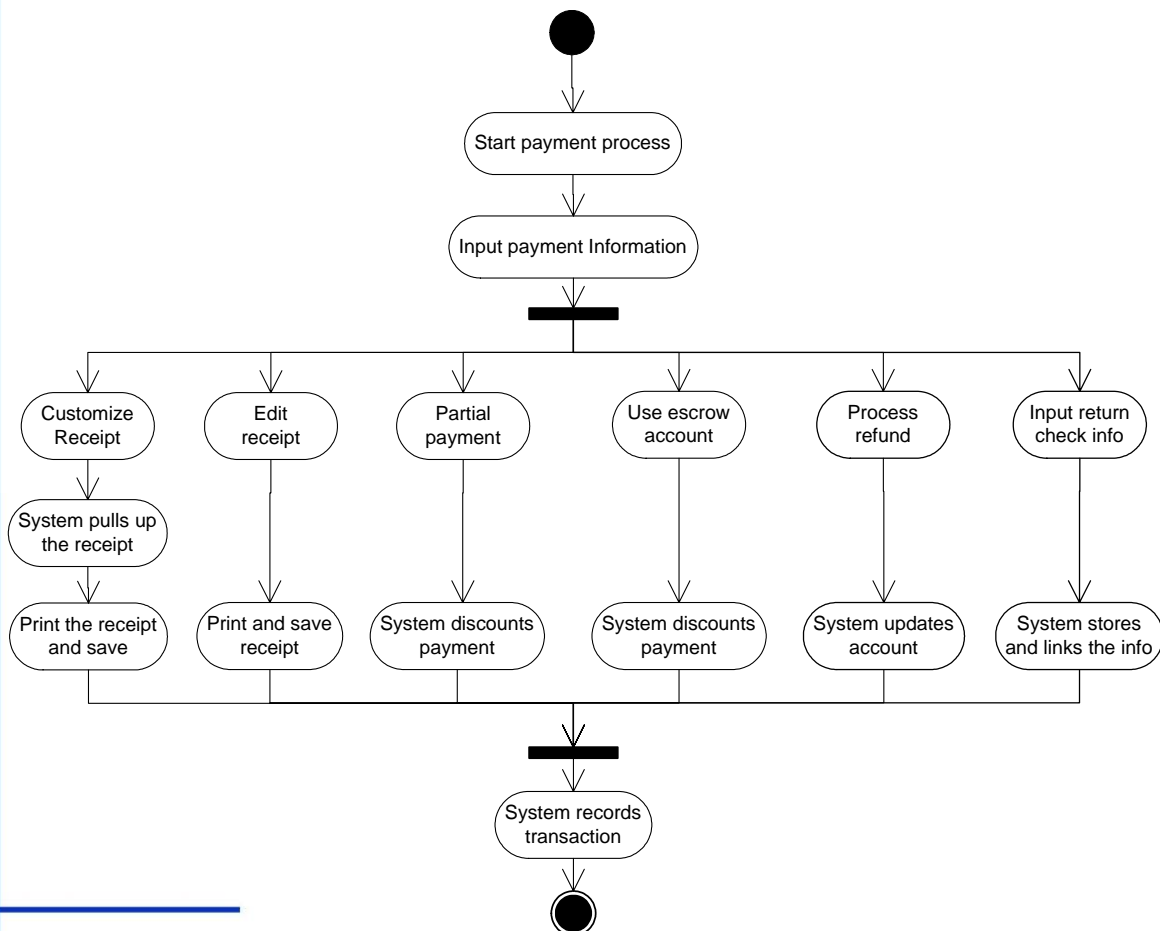 Start payment process
Input payment Information
Customize
Receipt
Edit
receipt
Partial
payment
Use escrow
account
Process
refund
Input return
check info
System pulls up
the receipt
Print the receipt
and save
Print and save
receipt
System discounts
payment
System discounts
payment
System updates
account
System stores
and links the info
System records
transaction